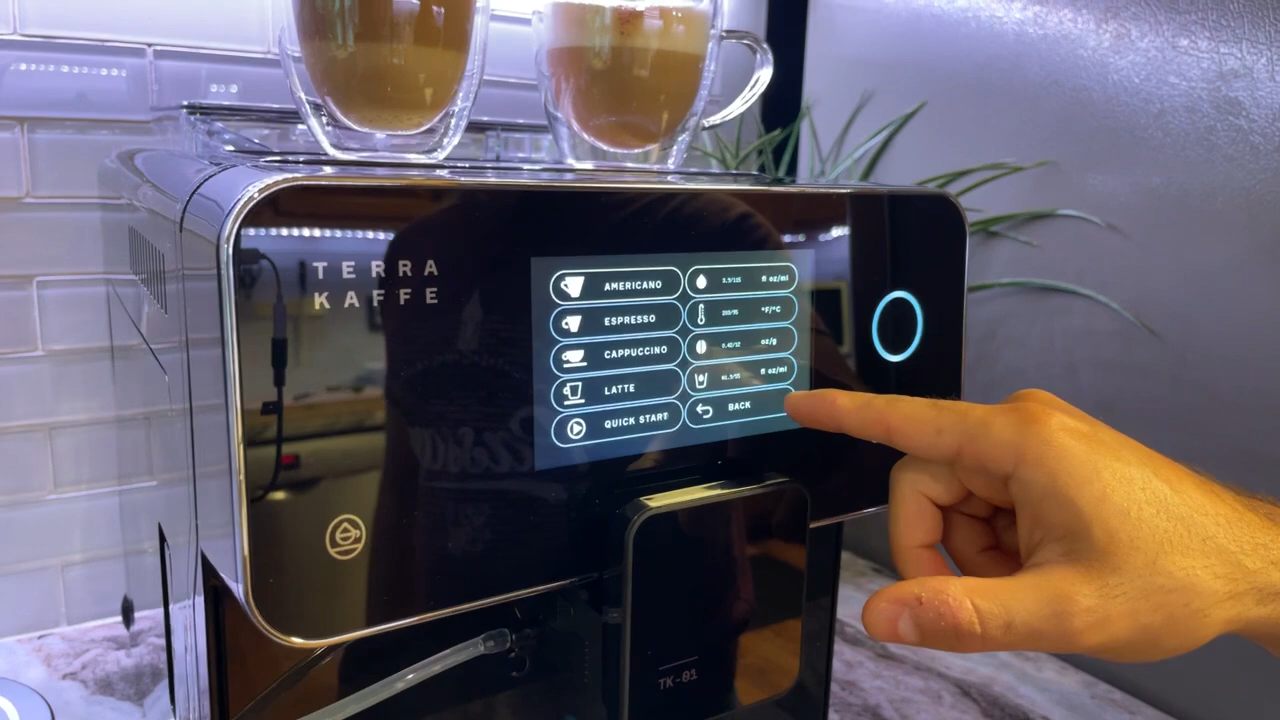 TERRA
KAFFE
AMERICANO
ESPRESSO
CAPPUCCINO
LATTE
QUICK START
fl oz/ml
°F/°C
oz/g
fl oz/ml
BACK
TK-01